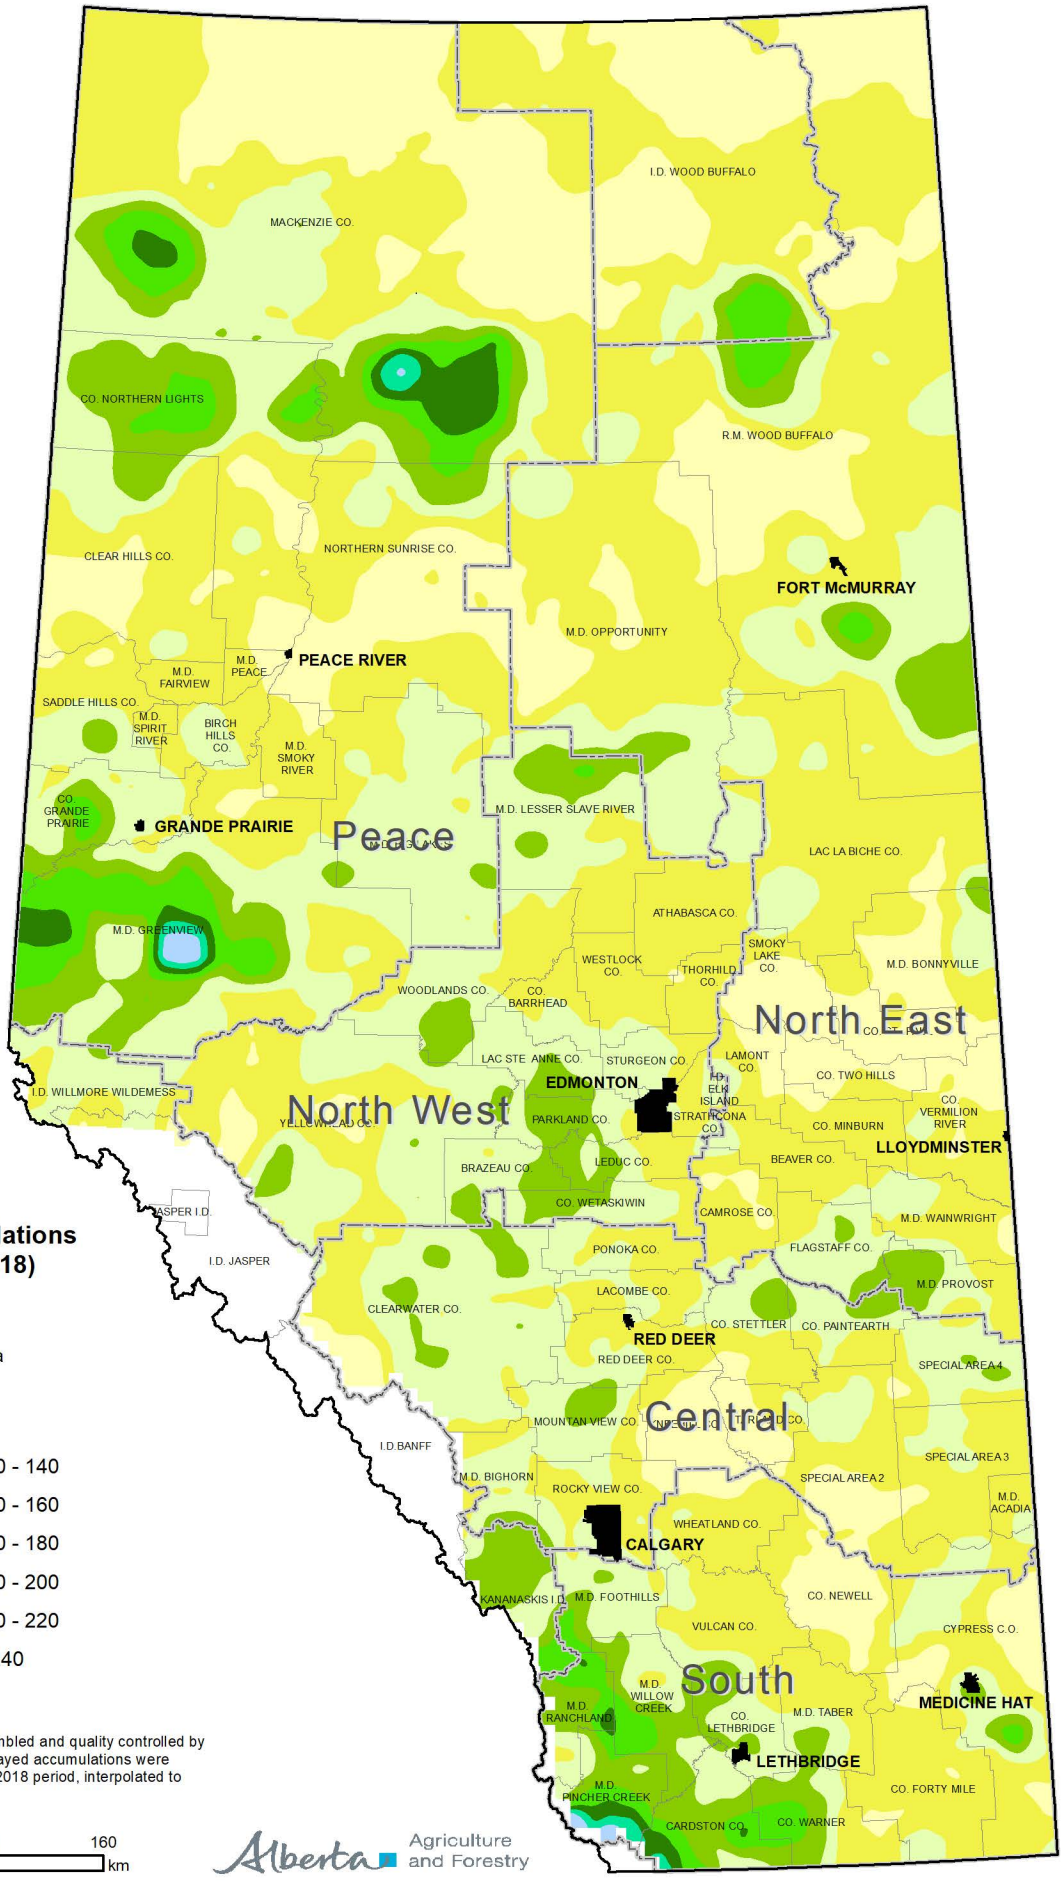 I.D. WOOD BUFFALO
MACKENZIE CO.
CO. NORTHERN LIGHTS
R.M. WOOD BUFFALO
CLEAR HILLS CO.
NORTHERN SUNRISE CO.
FORT McMURRAY
M.D. OPPORTUNITY
PEACE RIVER
M.D.
PEACE
M.D.
FAIRVIEW
SADDLE HILLS CO.
M.D.
SPIRIT
RIVER
BIRCH
HILLS
CO.
M.D.
SMOKY
RIVER
CO.
GRANDE
PRAIRIE
GRANDE PRAIRIE
Peace
M.D. LESSER SLAVE RIVER
LAC LA BICHE CO.
ATHABASCA CO.
M.D. GREENVIEW
SMOKY
LAKE
CO.
WESTLOCK
CO.
THORHILD
CO.
M.D. BONNYVILLE
WOODLANDS CO.
CO.
BARRHEAD
North East
LAC STE ANNE CO.
STURGEON CO.
LAMONT
CO.
CO. TWO HILLS
EDMONTON
I.D.
ELK
ISLAND
I.D. WILLMORE WILDERNESS
North West
YELLOWHEAD CO.
PARKLAND CO.
STRATHCONA
CO.
CO.
VERMILION
RIVER
CO. MINBURN
LLOYDMINSTER
BEAVER CO.
BRAZEAU CO.
LEDUC CO.
CO. WETASKIWIN
CAMROSE CO.
M.D. WAINWRIGHT
JASPER I.D.
I.D. JASPER
lations
18)
PONOKA CO.
FLAGSTAFF CO.
M.D. PROVOST
LACOMBE CO.
CLEARWATER CO.
CO. STETTLER
CO. PAINTEARTH
RED DEER
RED DEER CO.
SPECIAL AREA 4
a
MOUNTAN VIEW CO.
Central
I.D.BANFF
M.D. BIGHORN
SPECIAL AREA 3
SPECIAL AREA 2
ROCKY VIEW CO.
M.D.
ACADIA
WHEATLAND CO.
CALGARY
0 - 140
0 - 160
0 - 180
0 - 200
0 - 220
40
KANANASKIS I.D.
M.D. FOOTHILLS
CO. NEWELL
VULCAN CO.
CYPRESS C.O.
South
M.D.
WILLOW
CREEK
MEDICINE HAT
M.D.
RANCHLAND
CO.
LETHBRIDGE
M.D. TABER
LETHBRIDGE
M.D.
PINCHER CREEK
CO. FORTY MILE
CARDSTON CO.
CO. WARNER
mbled and quality controlled by
ayed accumulations were
2018 period, interpolated to
160
km
Alberta
Agriculture
and Forestry